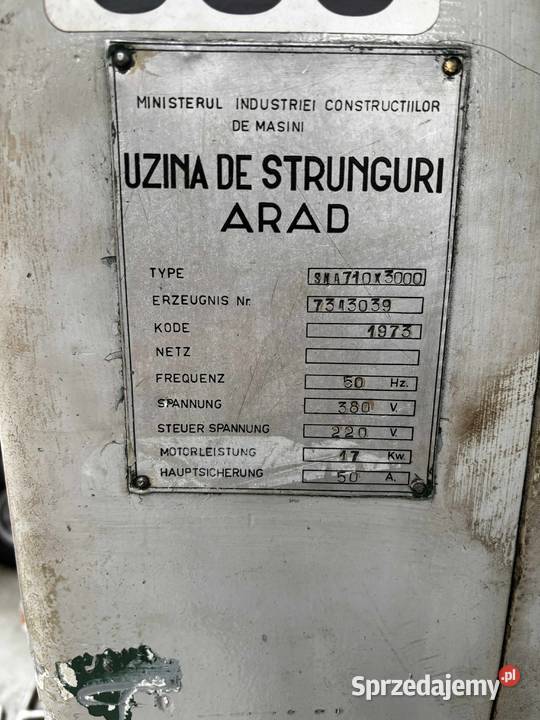 MINISTERUL INDUSTRIEI CONSTRUCTIILOR
DE MASINI
UZINA DE STRUNGURI
ARAD
TYPE SNA710X3000
ERZEUGNIS Nr. 7343039
KODE 1973
NETZ
FREQUENZ 50 Hz.
SPANNUNG 380 V.
STEUER SPANNUNG 220 V.
MOTORLEISTUNG 17 Kw.
HAUPTSICHERUNG 50 A.
Sprzedajemy.pl